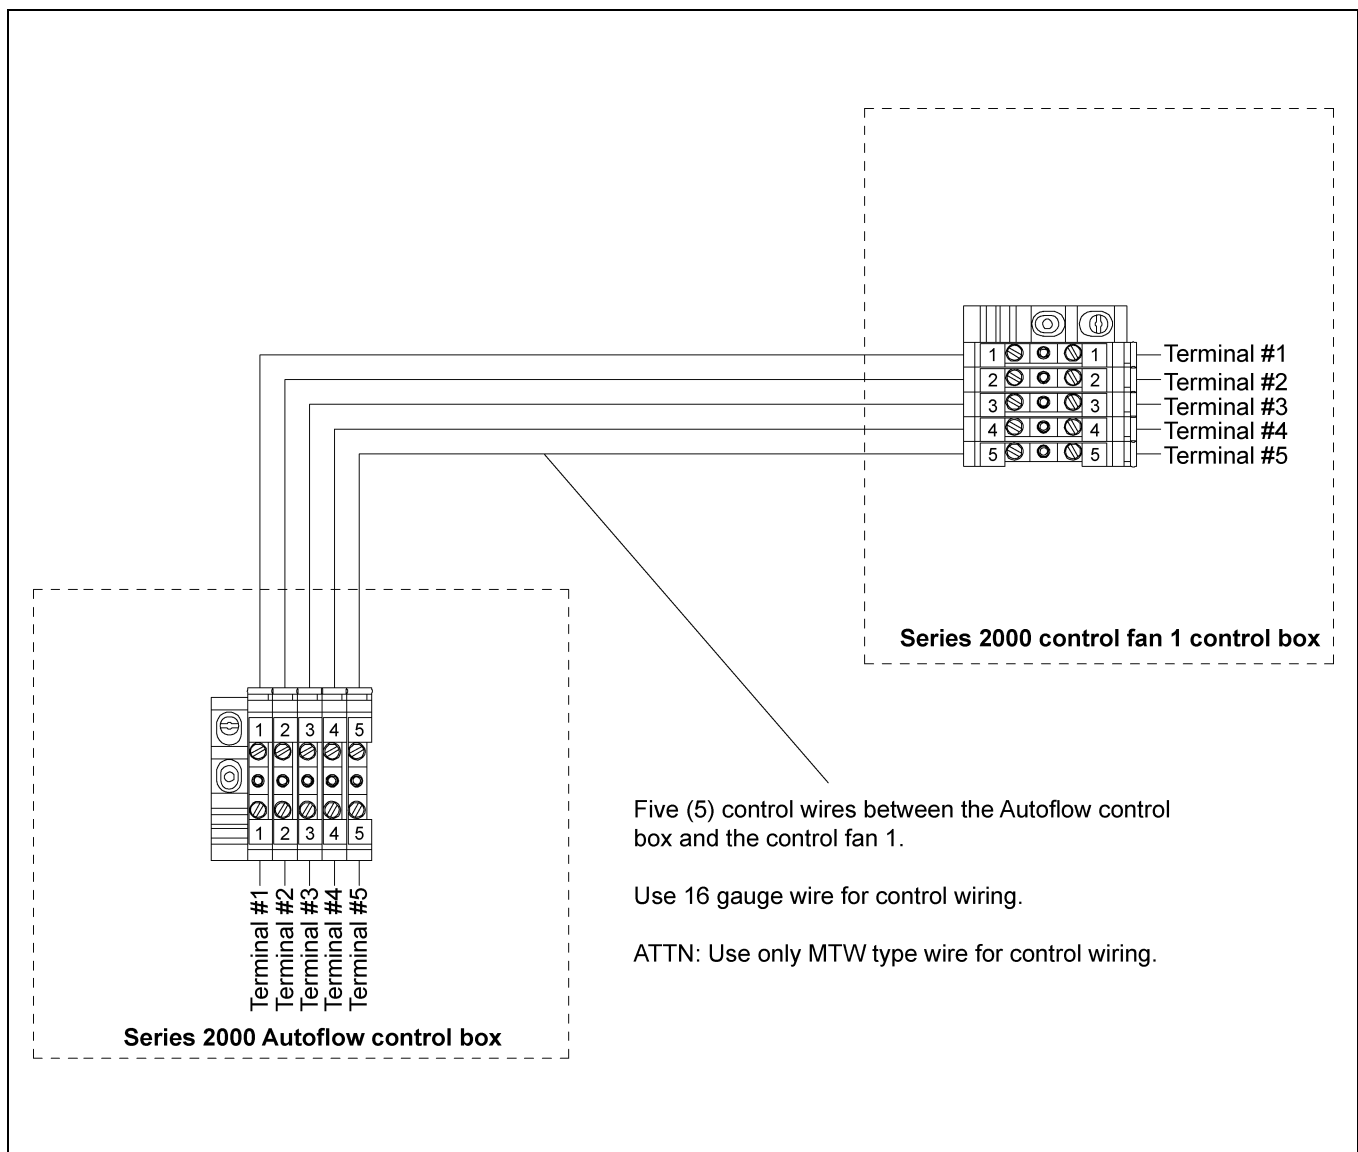 1 1 Terminal #1
2 2 Terminal #2
3 3 Terminal #3
4 4 Terminal #4
5 5 Terminal #5
Series 2000 control fan 1 control box
1 2 3 4 5
1 2 3 4 5
Terminal #1
Terminal #2
Terminal #3
Terminal #4
Terminal #5
Series 2000 Autoflow control box
Five (5) control wires between the Autoflow control
box and the control fan 1.
Use 16 gauge wire for control wiring.
ATTN: Use only MTW type wire for control wiring.